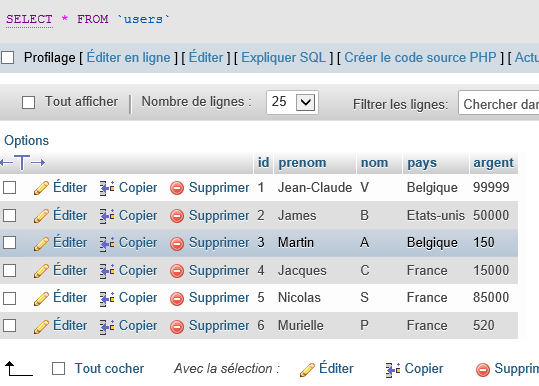 SELECT * FROM `users`
Profilage [ Éditer en ligne ] [ Éditer ] [ Expliquer SQL ] [ Créer le code source PHP ] [ Actu
Tout afficher Nombre de lignes : 25 Filtrer les lignes: Chercher dan
Options
id prenom nom pays argent
Éditer Copier Supprimer 1 Jean-Claude V Belgique 99999
Éditer Copier Supprimer 2 James B Etats-unis 50000
Éditer Copier Supprimer 3 Martin A Belgique 150
Éditer Copier Supprimer 4 Jacques C France 15000
Éditer Copier Supprimer 5 Nicolas S France 85000
Éditer Copier Supprimer 6 Murielle P France 520
Tout cocher Avec la sélection : Éditer Copier Supprim